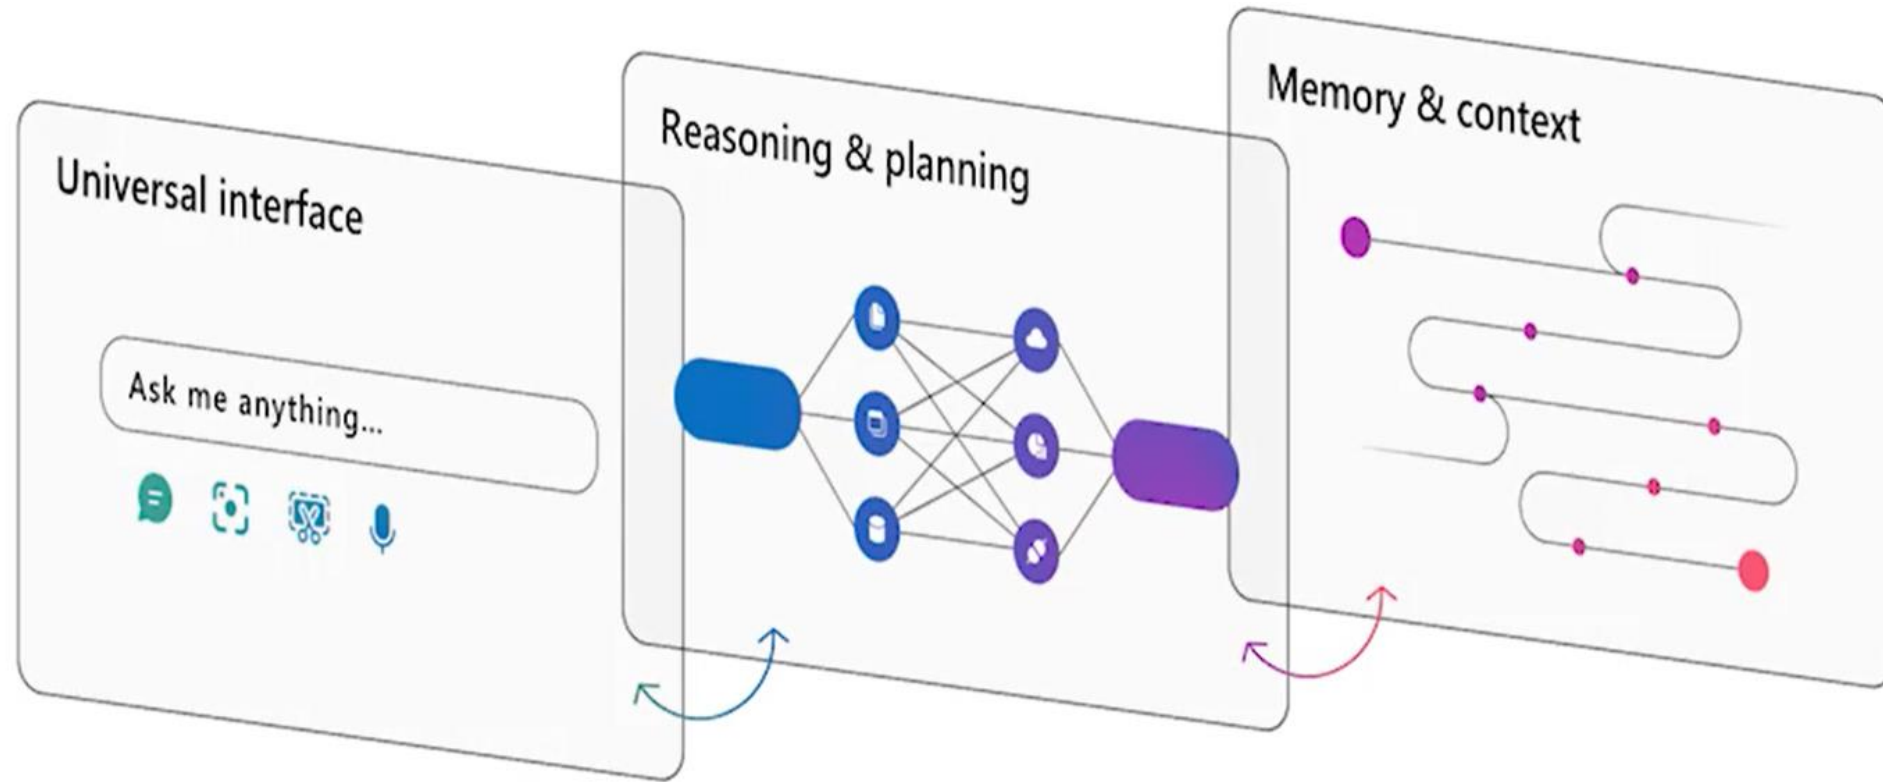 Universal interface
Ask me anything...
Reasoning & planning
Memory & context